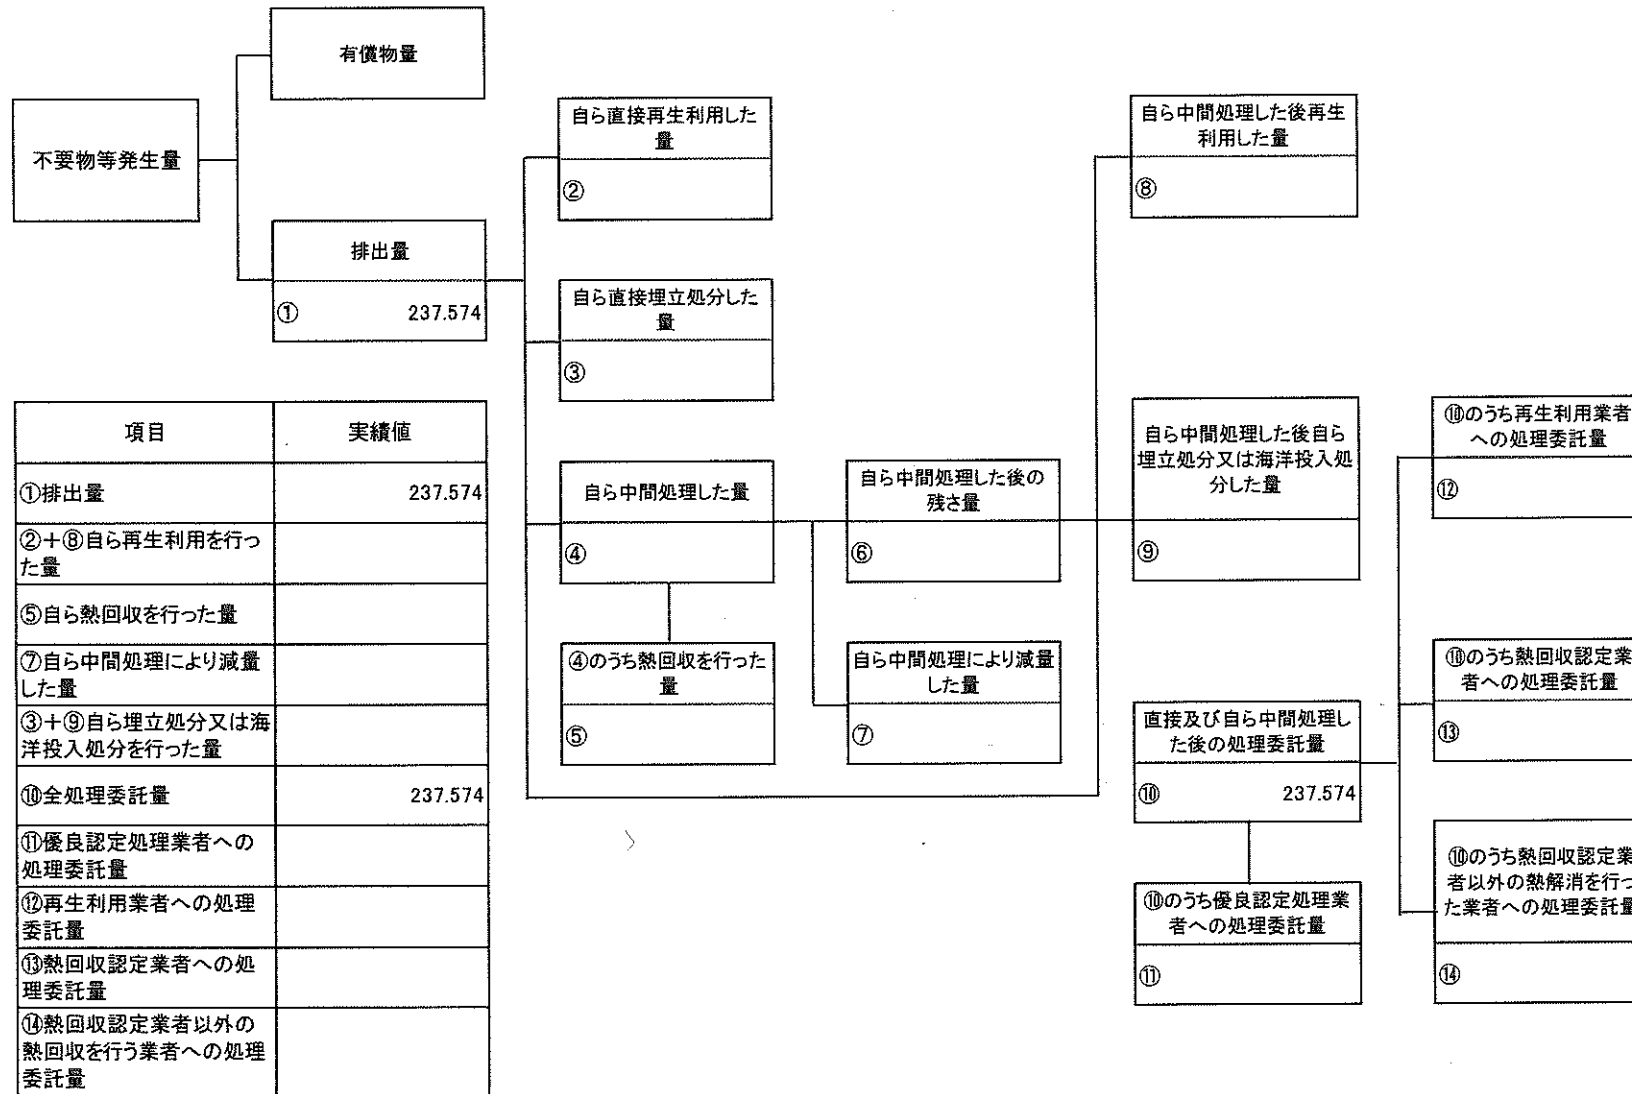 有償物量
不要物等発生量
排出量
① 237.574
自ら直接再生利用した
量
②
自ら直接埋立処分した
量
③
自ら中間処理した量
④
④のうち熱回収を行った
量
⑤
自ら中間処理した後の
残さ量
⑥
自ら中間処理により減量
した量
⑦
自ら中間処理した後再生
利用した量
⑧
自ら中間処理した後自ら
埋立処分又は海洋投入処
分した量
⑨
直接及び自ら中間処理し
た後の処理委託量
⑩ 237.574
⑩のうち優良認定処理業
者への処理委託量
⑪
⑩のうち再生利用業者
への処理委託量
⑫
⑩のうち熱回収認定業
者への処理委託量
⑬
⑩のうち熱回収認定業
者以外の熱解消を行っ
た業者への処理委託量
⑭
項目 実績値
①排出量 237.574
②+⑧自ら再生利用を行っ
た量
⑤自ら熱回収を行った量
⑦自ら中間処理により減量
した量
③+⑨自ら埋立処分又は海
洋投入処分を行った量
⑩全処理委託量 237.574
⑪優良認定処理業者への
処理委託量
⑫再生利用業者への処理
委託量
⑬熱回収認定業者への処
理委託量
⑭熱回収認定業者以外の
熱回収を行う業者への処理
委託量